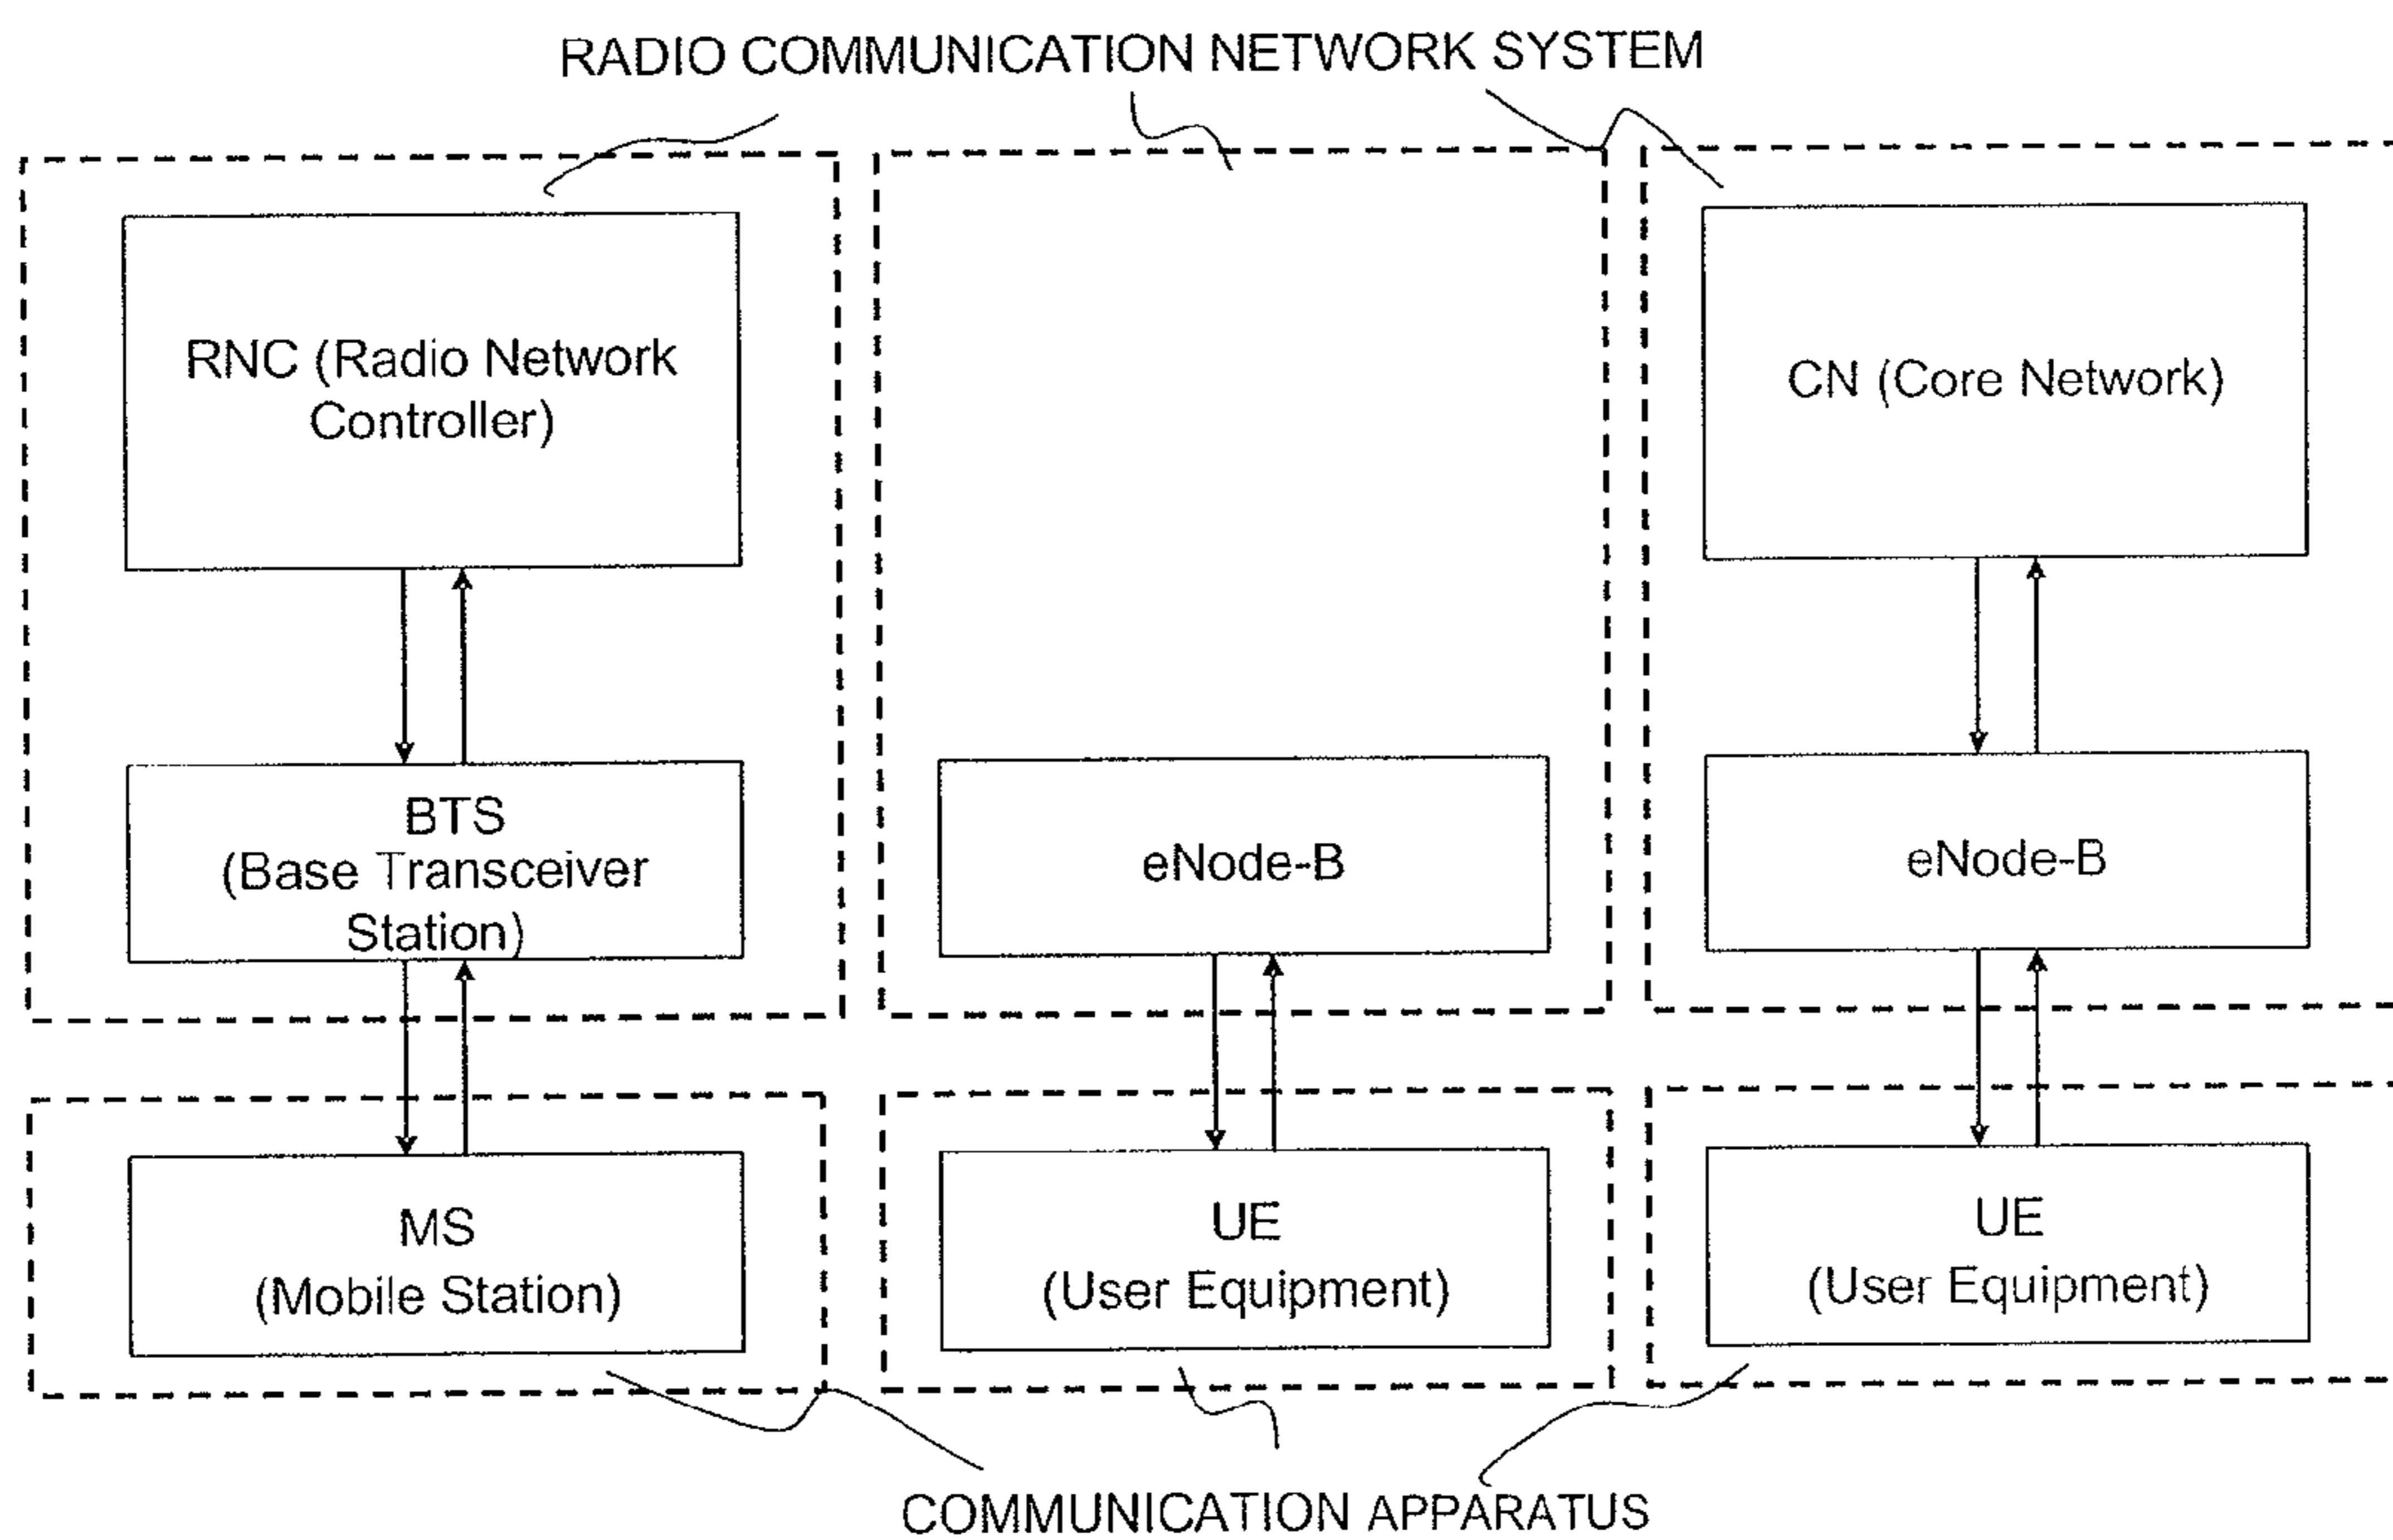 RADIO COMMUNICATION NETWORK SYSTEM
RNC (Radio Network
Controller)
CN (Core Network)
BTS
(Base Transceiver
Station)
eNode-B
eNode-B
MS
(Mobile Station)
UE
(User Equipment)
UE
(User Equipment)
COMMUNICATION APPARATUS